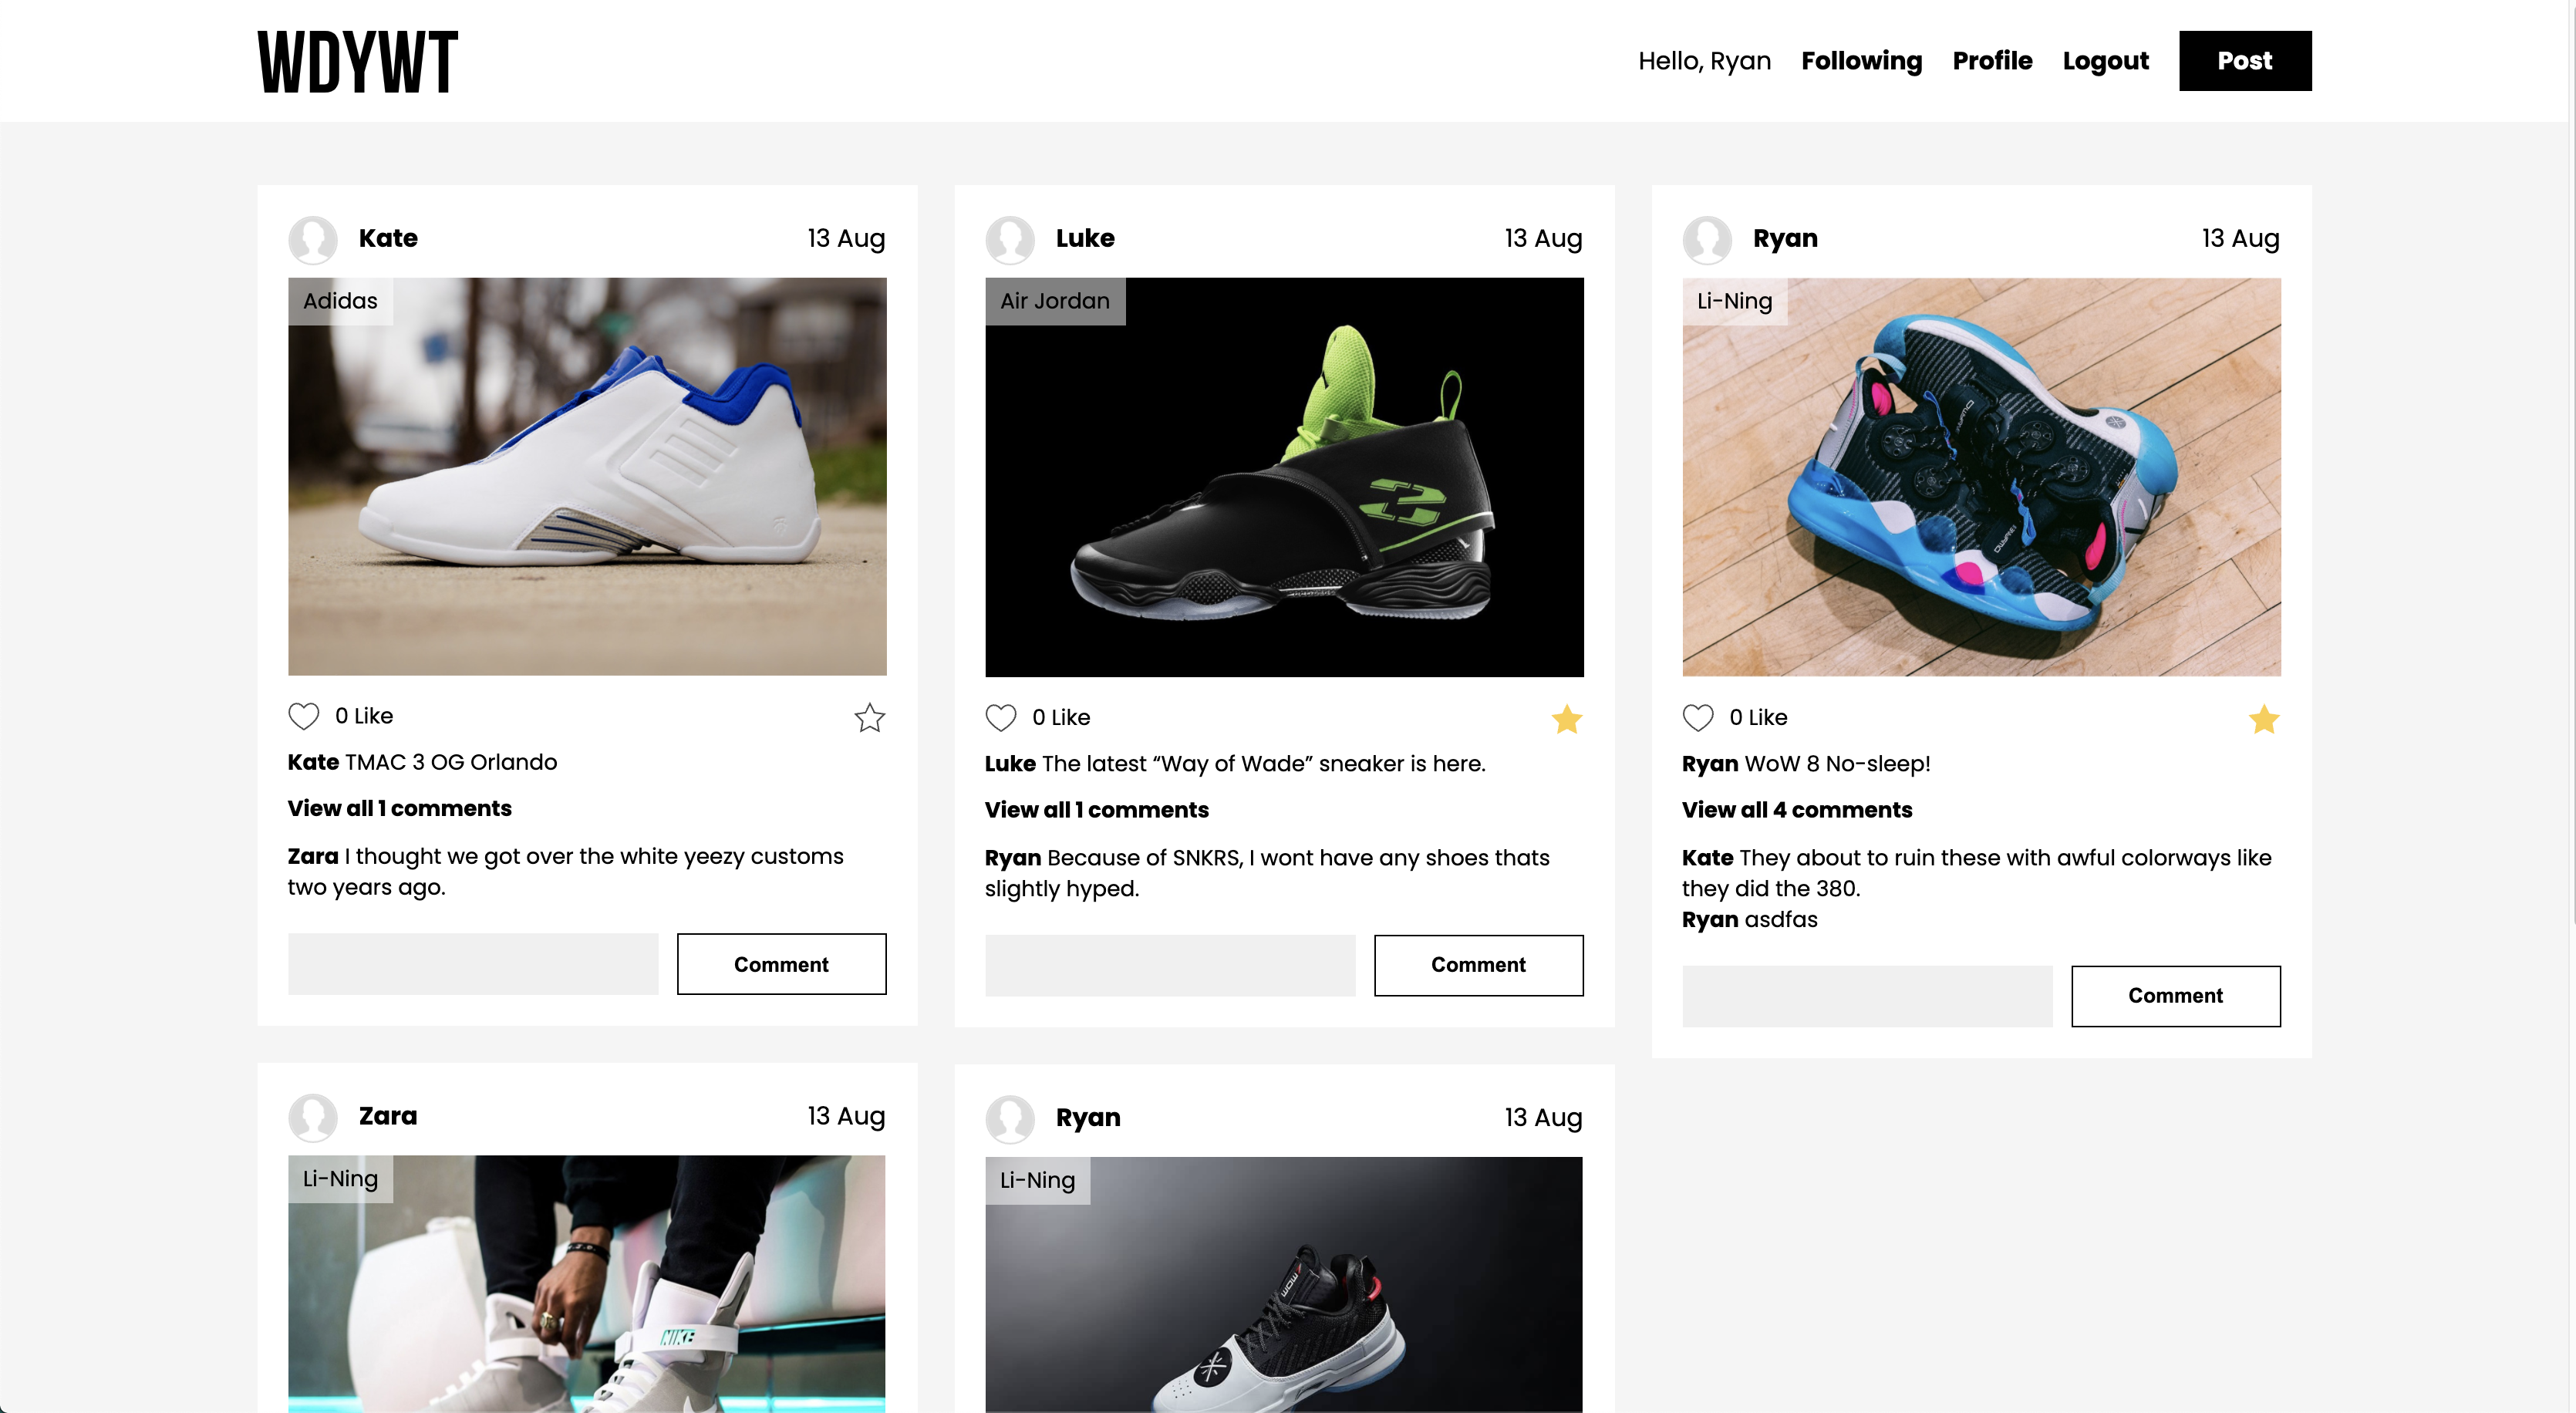 WDYWT
Hello, Ryan Following Profile Logout Post
Kate 13 Aug
Adidas
0 Like
Kate TMAC 3 OG Orlando
View all 1 comments
Zara I thought we got over the white yeezy customs
two years ago.
Comment
Luke 13 Aug
Air Jordan
0 Like
Luke The latest “Way of Wade” sneaker is here.
View all 1 comments
Ryan Because of SNKRS, I wont have any shoes thats
slightly hyped.
Comment
Ryan 13 Aug
Li-Ning
0 Like
Ryan WoW 8 No-sleep!
View all 4 comments
Kate They about to ruin these with awful colorways like
they did the 380.
Ryan asdfas
Comment
Zara 13 Aug
Li-Ning
NIKE
Ryan 13 Aug
Li-Ning